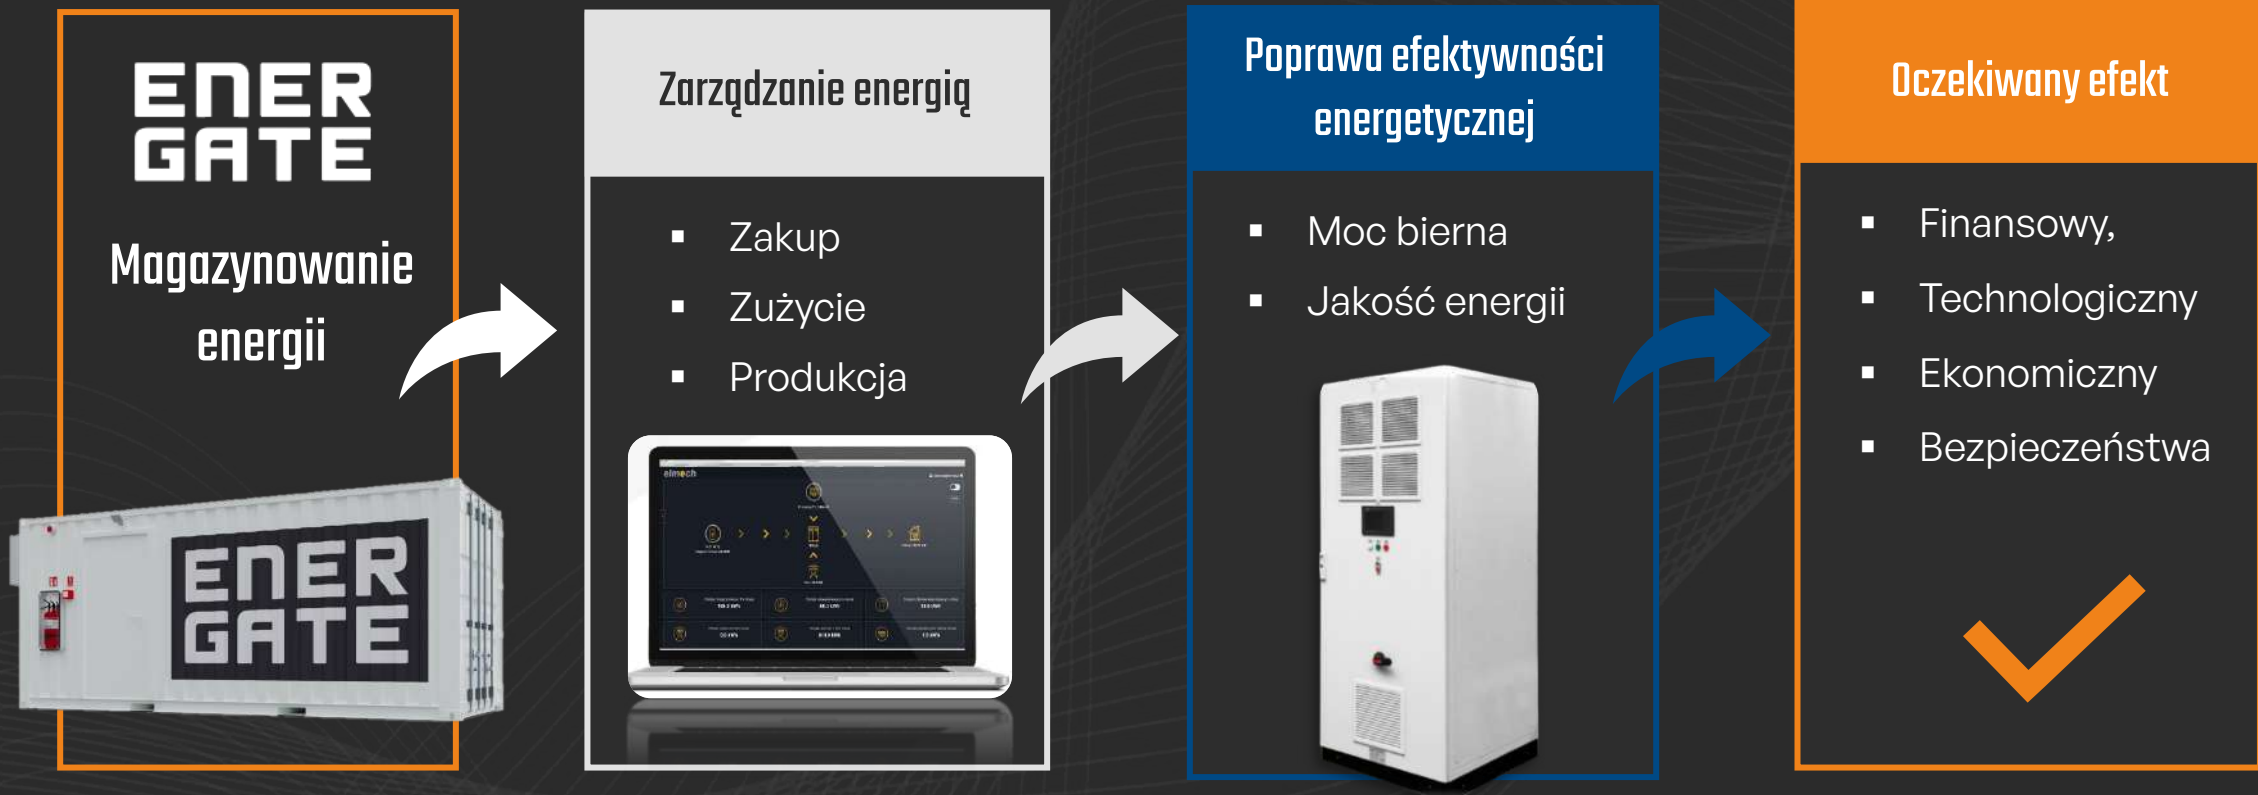 ENER
GATE
Magazynowanie
energii
ENER
GATE
Zarządzanie energią
▪ Zakup
▪ Zużycie
▪ Produkcja
elmech
Poprawa efektywności
energetycznej
▪ Moc bierna
▪ Jakość energii
Oczekiwany efekt
▪ Finansowy,
▪ Technologiczny
▪ Ekonomiczny
▪ Bezpieczeństwa